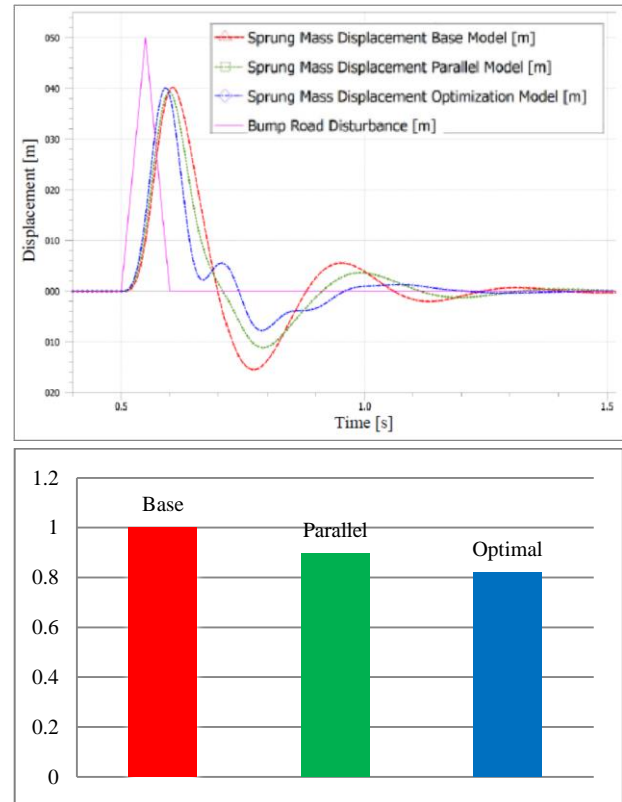 050
Sprung Mass Displacement Base Model [m]
Sprung Mass Displacement Parallel Model [m]
Sprung Mass Displacement Optimization Model [m]
Bump Road Disturbance [m]
040
030
020
010
000
010
020
Displacement [m]
0.5
1.0
1.5
Time [s]
1.2
1
0.8
0.6
0.4
0.2
0
Base
Parallel
Optimal